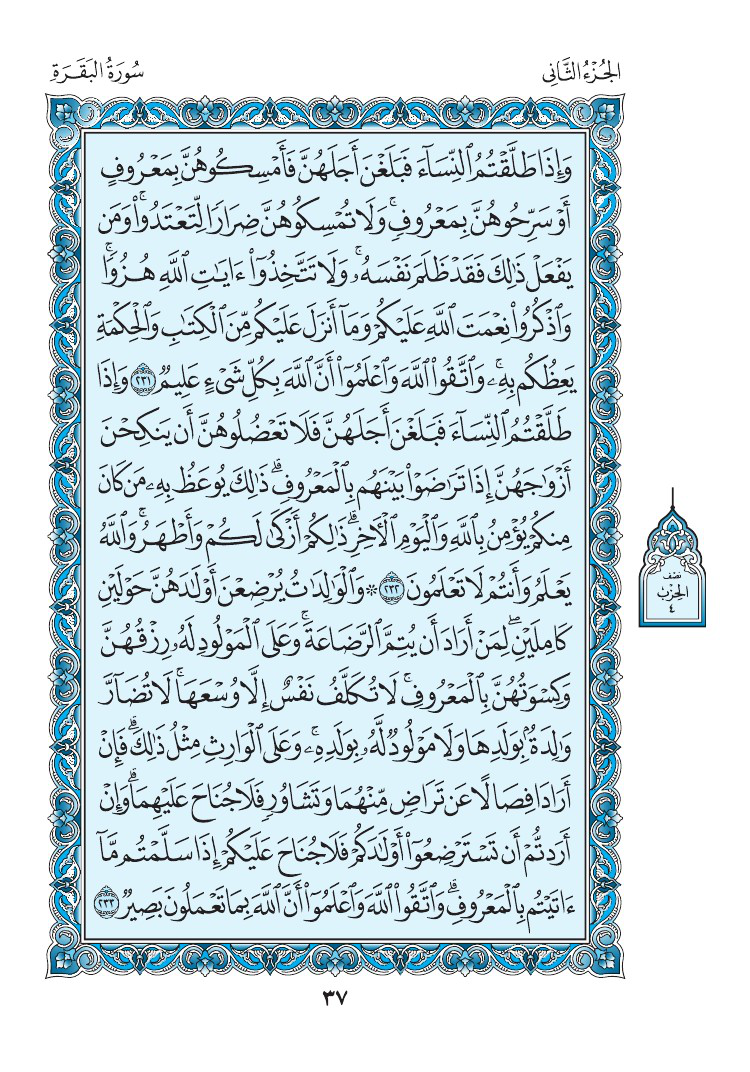 الجُزْءُ الثَّانِي
سُورَةُ البَقَرَةِ
وَإِذَا طَلَّقْتُمُ ٱلنِّسَآءَ فَبَلَغْنَ أَجَلَهُنَّ فَأَمْسِكُوهُنَّ بِمَعْرُوفٍ
أَوْ سَرِّحُوهُنَّ بِمَعْرُوفٍۚ وَلَا تُمْسِكُوهُنَّ ضِرَارًا لِّتَعْتَدُوا۟ۚ وَمَن
يَفْعَلْ ذَٰلِكَ فَقَدْ ظَلَمَ نَفْسَهُۥۚ وَلَا تَتَّخِذُوٓا۟ ءَايَٰتِ ٱللَّهِ هُزُوًاۚ
وَٱذْكُرُوا۟ نِعْمَتَ ٱللَّهِ عَلَيْكُمْ وَمَآ أَنزَلَ عَلَيْكُم مِّنَ ٱلْكِتَٰبِ وَٱلْحِكْمَةِ
يَعِظُكُم بِهِۦۚ وَٱتَّقُوا۟ ٱللَّهَ وَٱعْلَمُوٓا۟ أَنَّ ٱللَّهَ بِكُلِّ شَىْءٍ عَلِيمٌ ٢٣١ وَإِذَا
طَلَّقْتُمُ ٱلنِّسَآءَ فَبَلَغْنَ أَجَلَهُنَّ فَلَا تَعْضُلُوهُنَّ أَن يَنكِحْنَ
أَزْوَٰجَهُنَّ إِذَا تَرَٰضَوْا۟ بَيْنَهُم بِٱلْمَعْرُوفِۗ ذَٰلِكَ يُوعَظُ بِهِۦ مَن كَانَ
مِنكُمْ يُؤْمِنُ بِٱللَّهِ وَٱلْيَوْمِ ٱلْءَاخِرِۗ ذَٰلِكُمْ أَزْكَىٰ لَكُمْ وَأَطْهَرُۚ وَٱللَّهُ
يَعْلَمُ وَأَنتُمْ لَا تَعْلَمُونَ ٢٣٢ ۞ وَٱلْوَٰلِدَٰتُ يُرْضِعْنَ أَوْلَٰدَهُنَّ حَوْلَيْنِ
كَامِلَيْنِۖ لِمَنْ أَرَادَ أَن يُتِمَّ ٱلرَّضَاعَةَۚ وَعَلَى ٱلْمَوْلُودِ لَهُۥ رِزْقُهُنَّ
وَكِسْوَتُهُنَّ بِٱلْمَعْرُوفِۚ لَا تُكَلَّفُ نَفْسٌ إِلَّا وُسْعَهَاۚ لَا تُضَآرَّ
وَٰلِدَةٌۢ بِوَلَدِهَا وَلَا مَوْلُودٌ لَّهُۥ بِوَلَدِهِۦۚ وَعَلَى ٱلْوَارِثِ مِثْلُ ذَٰلِكَۗ فَإِنْ
أَرَادَا فِصَالًا عَن تَرَاضٍ مِّنْهُمَا وَتَشَاوُرٍ فَلَا جُنَاحَ عَلَيْهِمَاۗ وَإِنْ
أَرَدتُّمْ أَن تَسْتَرْضِعُوٓا۟ أَوْلَٰدَكُمْ فَلَا جُنَاحَ عَلَيْكُمْ إِذَا سَلَّمْتُم مَّآ
ءَاتَيْتُم بِٱلْمَعْرُوفِۗ وَٱتَّقُوا۟ ٱللَّهَ وَٱعْلَمُوٓا۟ أَنَّ ٱللَّهَ بِمَا تَعْمَلُونَ بَصِيرٌ ٢٣٣
نصف
الحزب
٤
٣٧